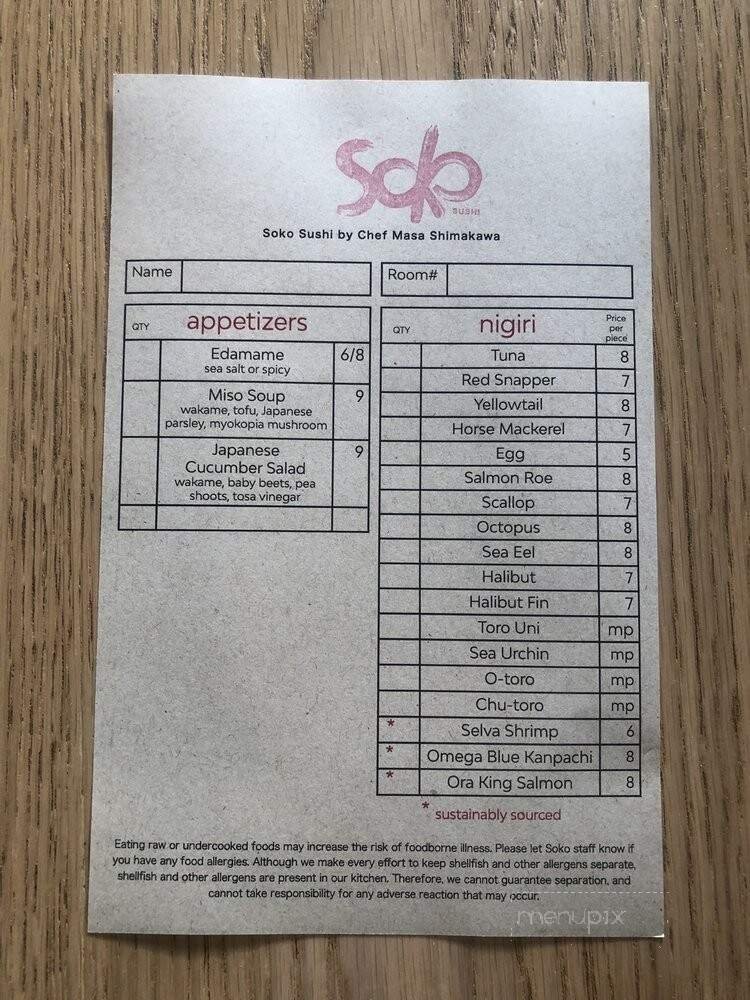 Soko
SUSHI
Soko Sushi by Chef Masa Shimakawa
Name
Room#
QTY appetizers
Edamame 6/8
sea salt or spicy
Miso Soup 9
wakame, tofu, Japanese
parsley, myokopia mushroom
Japanese 9
Cucumber Salad
wakame, baby beets, pea
shoots, tosa vinegar
QTY nigiri Price
per
piece
Tuna 8
Red Snapper 7
Yellowtail 8
Horse Mackerel 7
Egg 5
Salmon Roe 8
Scallop 7
Octopus 8
Sea Eel 8
Halibut 7
Halibut Fin 7
Toro Uni mp
Sea Urchin mp
O-toro mp
Chu-toro mp
* Selva Shrimp 6
* Omega Blue Kanpachi 8
* Ora King Salmon 8
* sustainably sourced
Eating raw or undercooked foods may increase the risk of foodborne illness. Please let Soko staff know if
you have any food allergies. Although we make every effort to keep shellfish and other allergens separate,
shellfish and other allergens are present in our kitchen. Therefore, we cannot guarantee separation, and
cannot take responsibility for any adverse reaction that may occur.
menupix